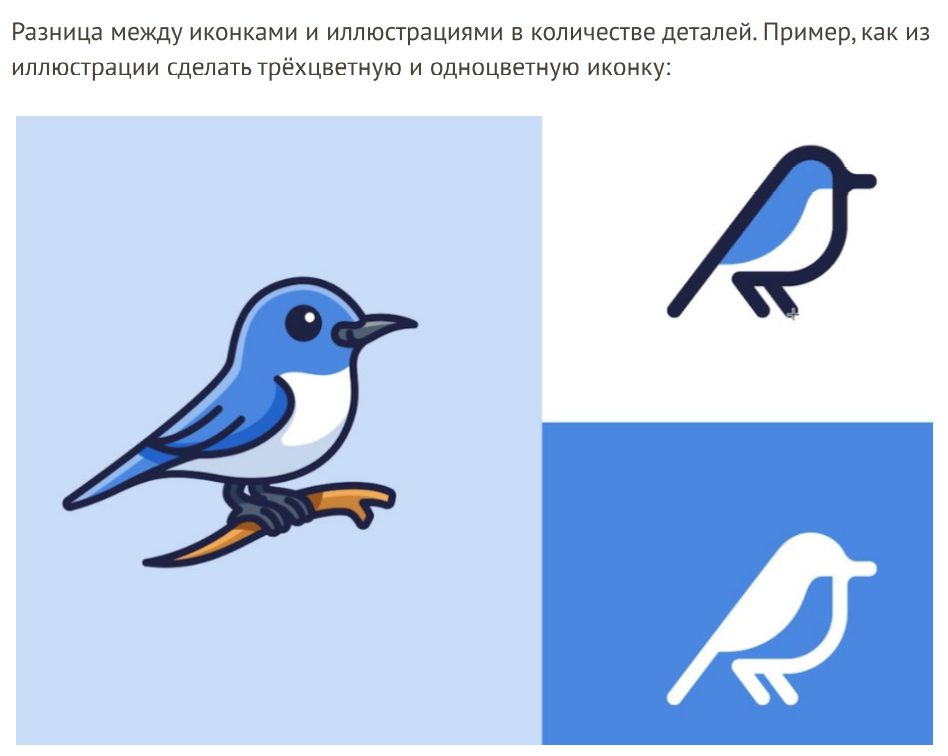 Разница между иконками и иллюстрациями в количестве деталей. Пример, как из
иллюстрации сделать трёхцветную и одноцветную иконку: